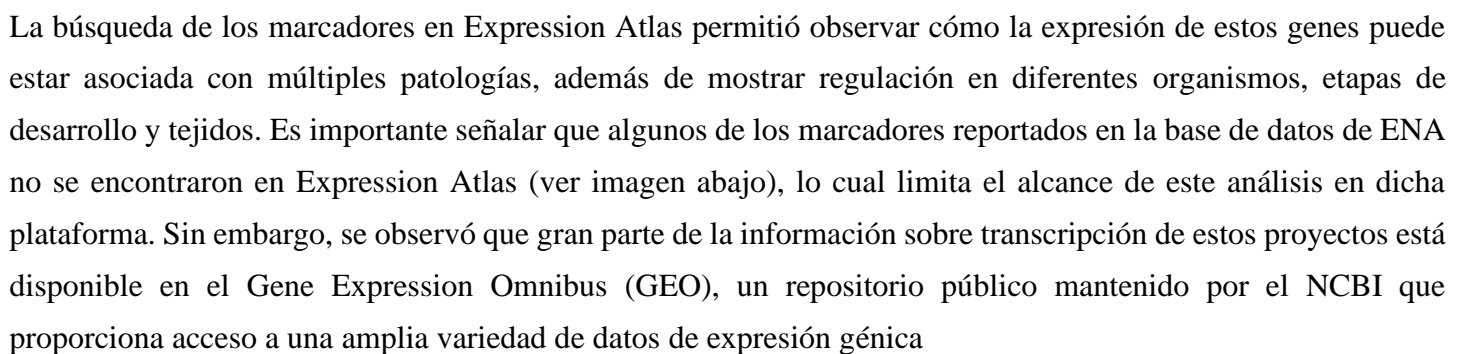 La búsqueda de los marcadores en Expression Atlas permitió observar cómo la expresión de estos genes puede
estar asociada con múltiples patologías, además de mostrar regulación en diferentes organismos, etapas de
desarrollo y tejidos. Es importante señalar que algunos de los marcadores reportados en la base de datos de ENA
no se encontraron en Expression Atlas (ver imagen abajo), lo cual limita el alcance de este análisis en dicha
plataforma. Sin embargo, se observó que gran parte de la información sobre transcripción de estos proyectos está
disponible en el Gene Expression Omnibus (GEO), un repositorio público mantenido por el NCBI que
proporciona acceso a una amplia variedad de datos de expresión génica